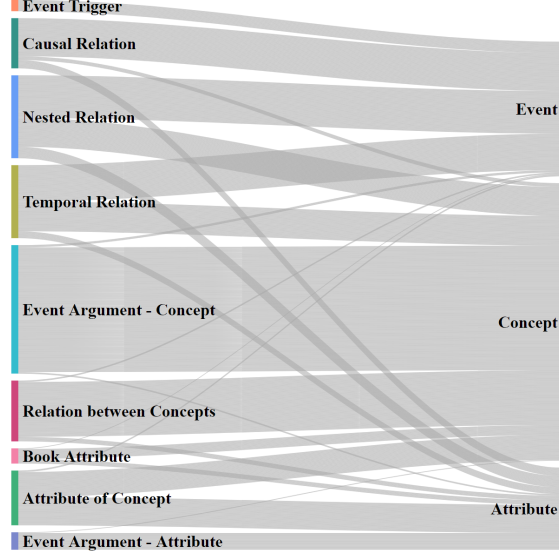 Event Trigger
Causal Relation
Nested Relation
Temporal Relation
Event Argument - Concept
Relation between Concepts
Book Attribute
Attribute of Concept
Event Argument - Attribute
Event
Concept
Attribute